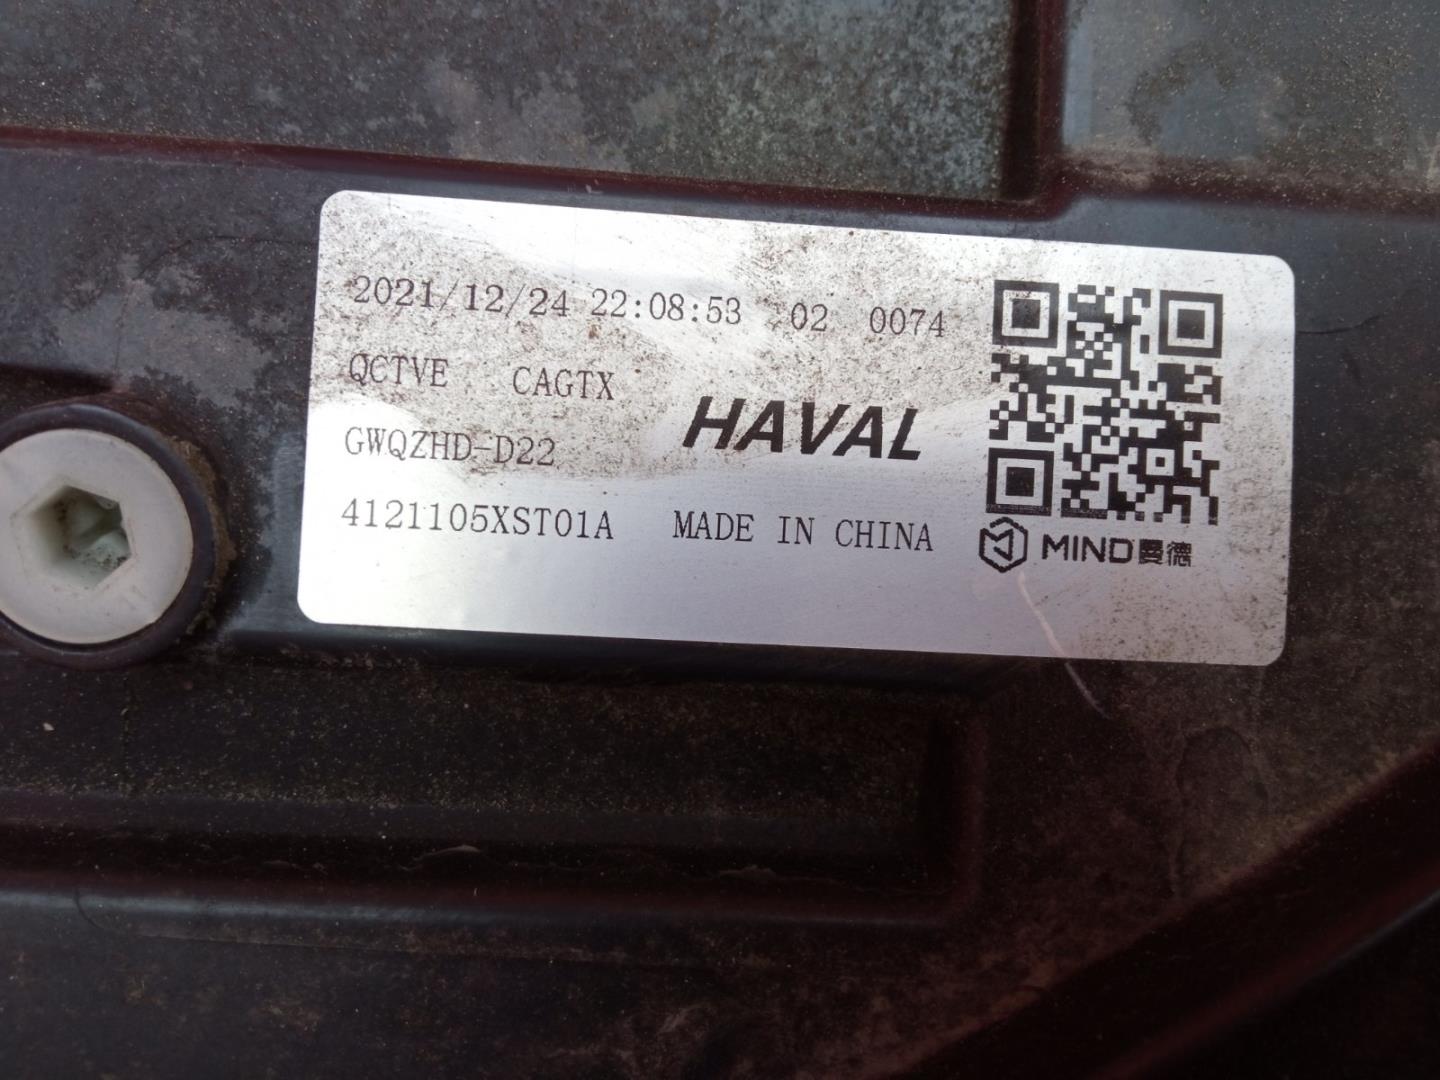 2021/12/24 22:08:53 02 0074
QCTVE CAGTX
GWQZHD-D22
HAVAL
4121105XST01A MADE IN CHINA
MIND曼德